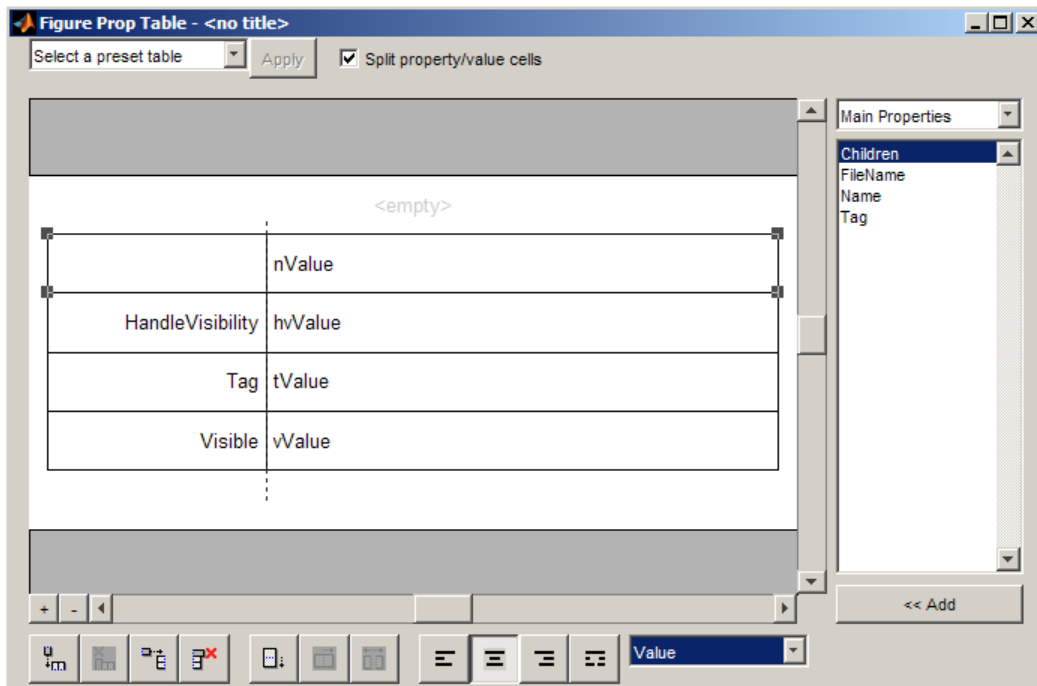 Figure Prop Table - <no title>
Select a preset table Apply Split property/value cells
Main Properties
Children
FileName
Name
Tag
<empty>
nValue
HandleVisibility hvValue
Tag tValue
Visible vValue
+ - << Add
Value